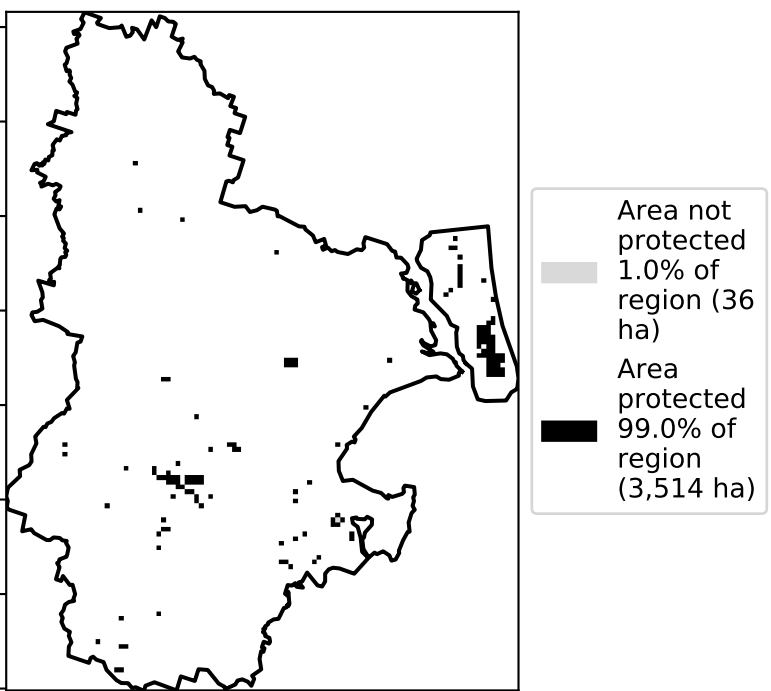 Area not
protected
1.0% of
region (36
ha)
Area
protected
99.0% of
region
(3,514 ha)